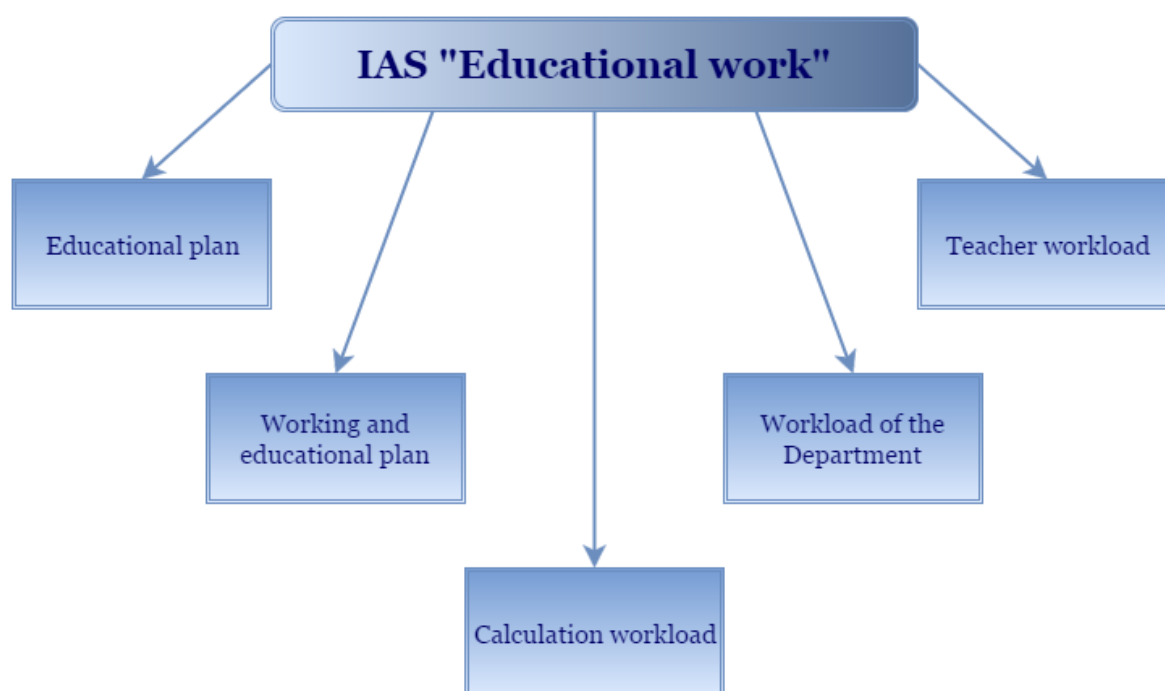 IAS "Educational work"
Educational plan
Teacher workload
Working and
educational plan
Workload of the
Department
Calculation workload